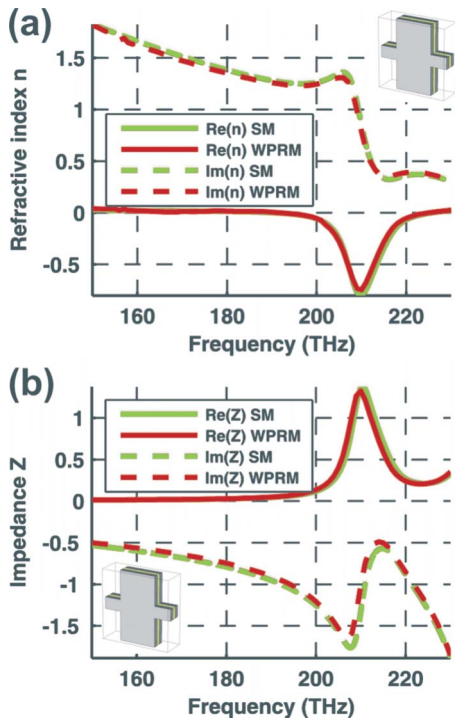 (a)
Refractive index n
1.5
1
0.5
0
-0.5
Re(n) SM
Re(n) WPRM
Im(n) SM
Im(n) WPRM
160 180 200 220
Frequency (THz)
(b)
Impedance Z
1
0.5
0
-0.5
-1
-1.5
Re(Z) SM
Re(Z) WPRM
Im(Z) SM
Im(Z) WPRM
160 180 200 220
Frequency (THz)